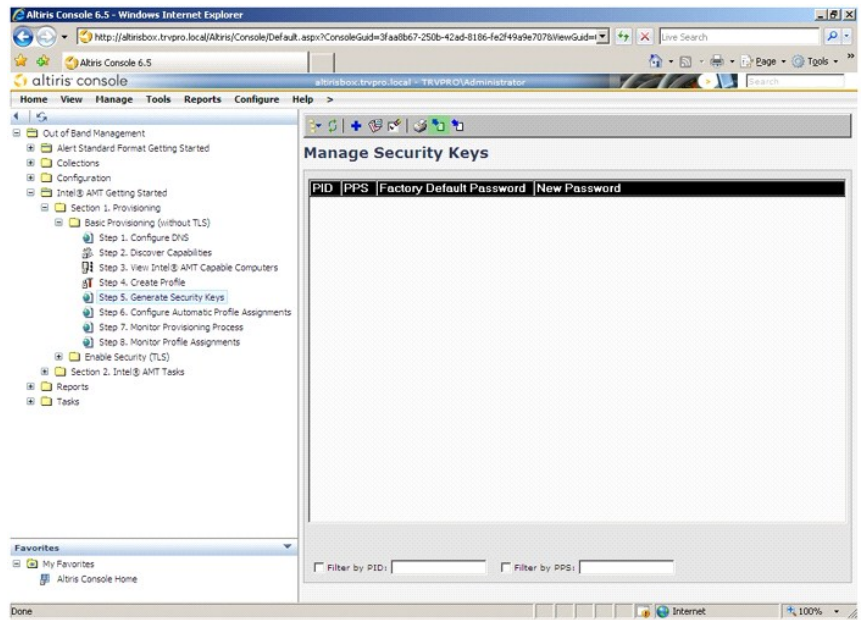 Altiris Console 6.5 - Windows Internet Explorer
http://altirisbox.trvpro.local/Altiris/Console/Default.aspx?ConsoleGuid=3faa8b67-250b-42ad-8186-fe2f49a9e707&ViewGuid=
Live Search
Altiris Console 6.5
Page Tools
altiris console
altirisbox.trvpro.local - TRVPRO\Administrator
Search
Home View Manage Tools Reports Configure Help >
Out of Band Management
Alert Standard Format Getting Started
Collections
Configuration
Intel® AMT Getting Started
Section 1. Provisioning
Basic Provisioning (without TLS)
Step 1. Configure DNS
Step 2. Discover Capabilities
Step 3. View Intel® AMT Capable Computers
Step 4. Create Profile
Step 5. Generate Security Keys
Step 6. Configure Automatic Profile Assignments
Step 7. Monitor Provisioning Process
Step 8. Monitor Profile Assignments
Enable Security (TLS)
Section 2. Intel® AMT Tasks
Reports
Tasks
Manage Security Keys
PID PPS Factory Default Password New Password
Filter by PID: Filter by PPS:
Favorites
My Favorites
Altiris Console Home
Done Internet 100%